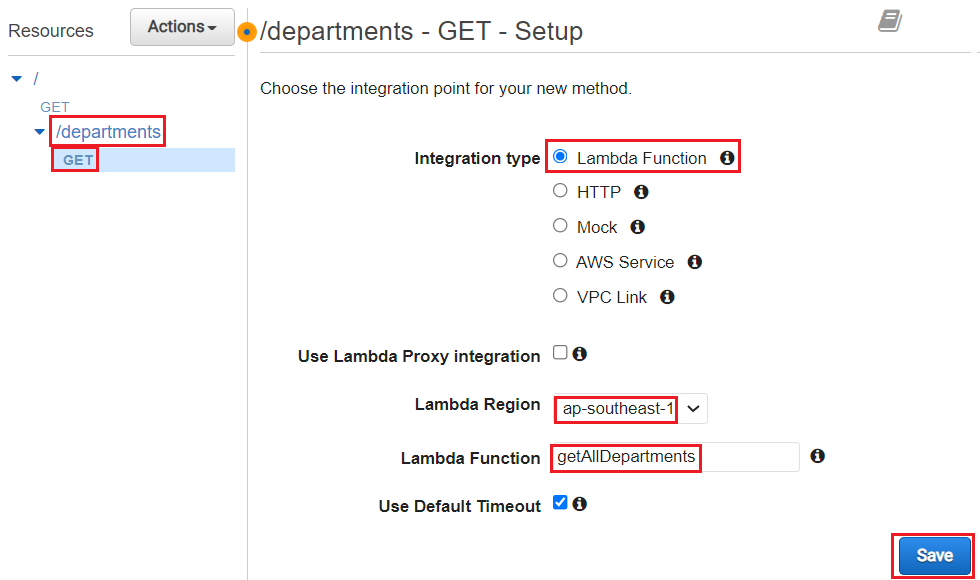 Resources
Actions
/departments - GET - Setup
/
GET
/departments
GET
Choose the integration point for your new method.
Integration type
Lambda Function
HTTP
Mock
AWS Service
VPC Link
Use Lambda Proxy integration
Lambda Region ap-southeast-1
Lambda Function getAllDepartments
Use Default Timeout
Save